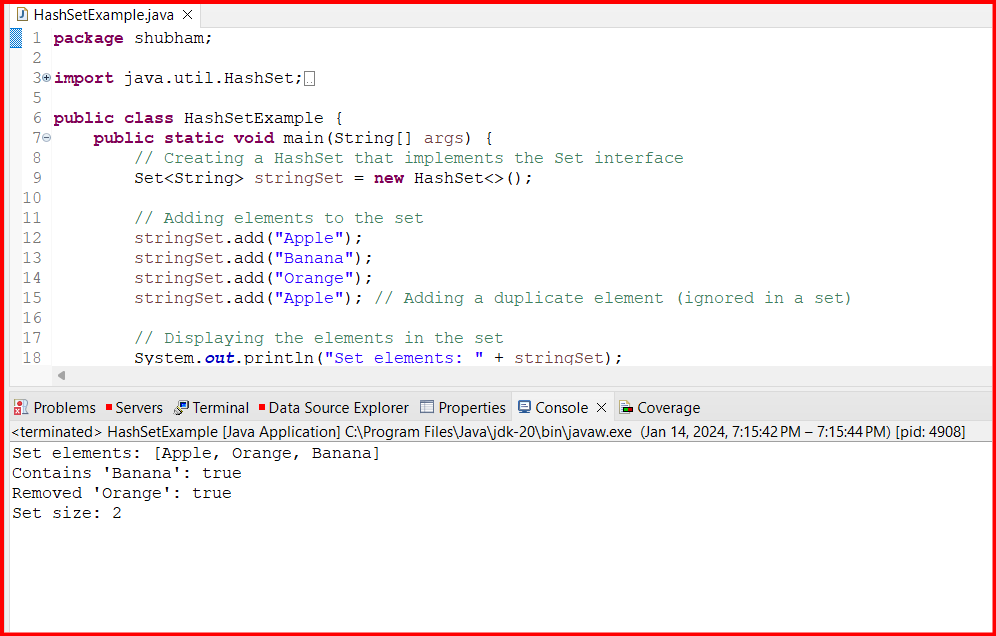 HashSetExample.java
1 package shubham;
2
3 import java.util.HashSet;
5
6 public class HashSetExample {
7 public static void main(String[] args) {
8 // Creating a HashSet that implements the Set interface
9 Set<String> stringSet = new HashSet<>();
10
11 // Adding elements to the set
12 stringSet.add("Apple");
13 stringSet.add("Banana");
14 stringSet.add("Orange");
15 stringSet.add("Apple"); // Adding a duplicate element (ignored in a set)
16
17 // Displaying the elements in the set
18 System.out.println("Set elements: " + stringSet);
Problems Servers Terminal Data Source Explorer Properties Console Coverage
<terminated> HashSetExample [Java Application] C:\Program Files\Java\jdk-20\bin\javaw.exe (Jan 14, 2024, 7:15:42 PM – 7:15:44 PM) [pid: 4908]
Set elements: [Apple, Orange, Banana]
Contains 'Banana': true
Removed 'Orange': true
Set size: 2